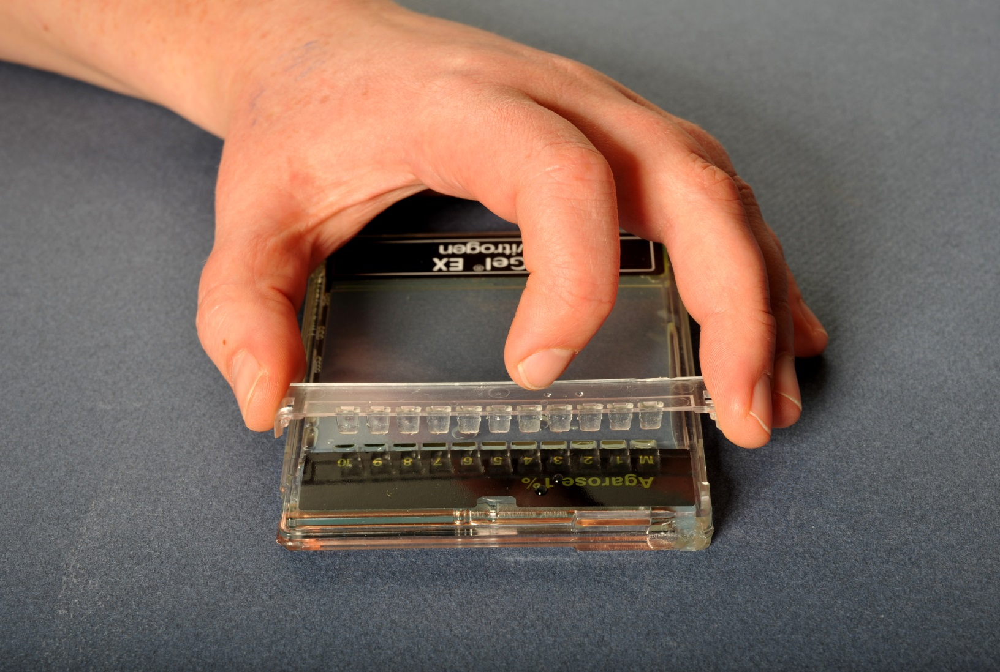 Agarose 1%
M 1 2 3 4 5 6 7 8 9 10
Gel® EX
vitrogen